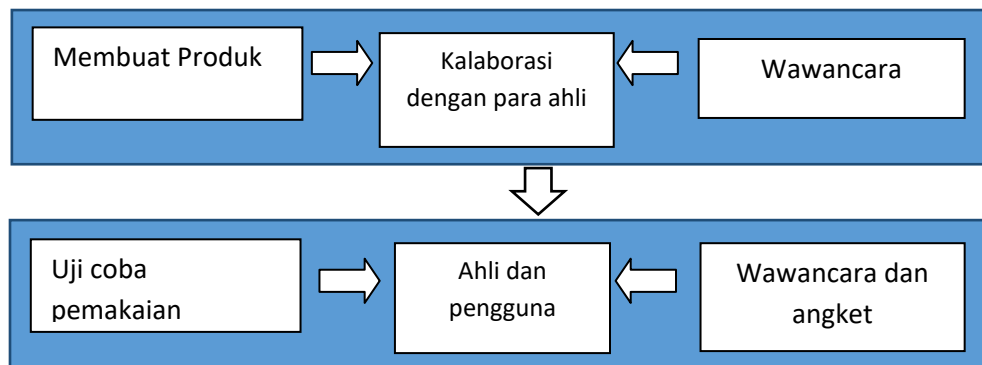 Membuat Produk
Kalaborasi
dengan para ahli
Wawancara
Uji coba
pemakaian
Ahli dan
pengguna
Wawancara dan
angket